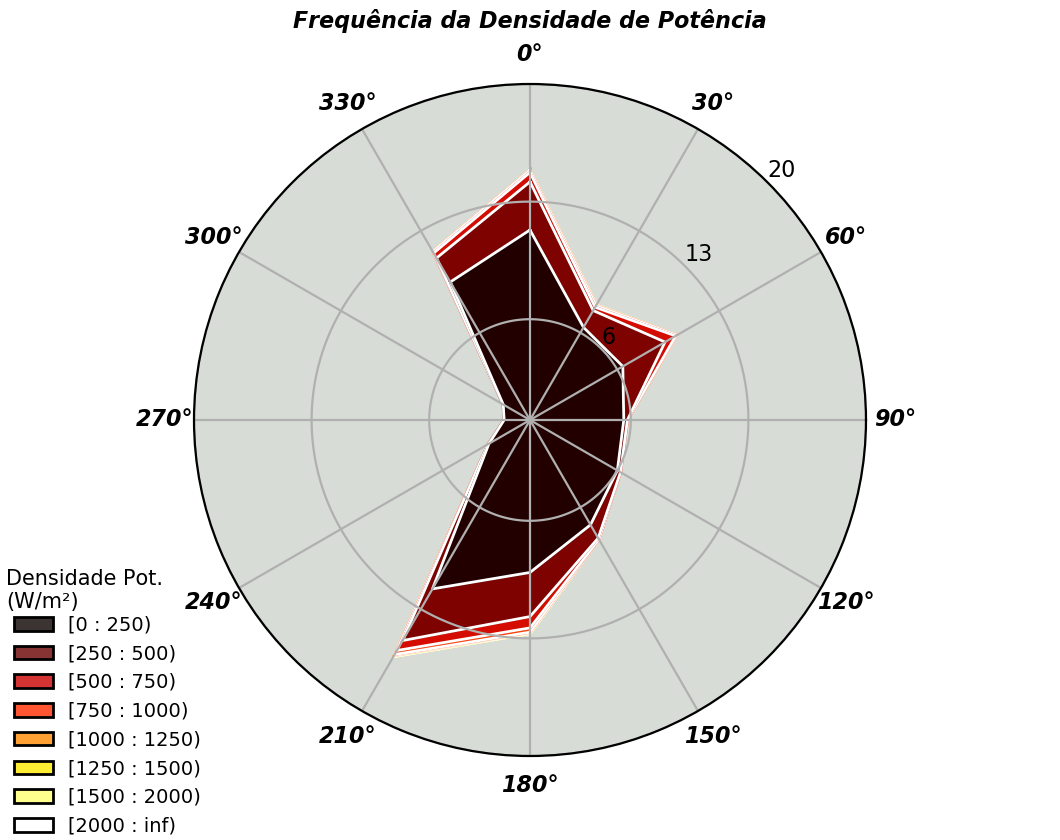 Frequência da Densidade de Potência
0°
330°
30°
20
300°
60°
13
6
270°
90°
240°
120°
210°
150°
180°
Densidade Pot.
(W/m²)
[0 : 250)
[250 : 500)
[500 : 750)
[750 : 1000)
[1000 : 1250)
[1250 : 1500)
[1500 : 2000)
[2000 : inf)